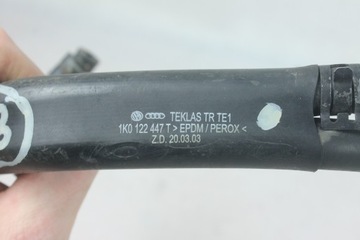 TEKLAS TR TE1
1K0 122 447 T > EPDM / PEROX <
Z.D. 20.03.03